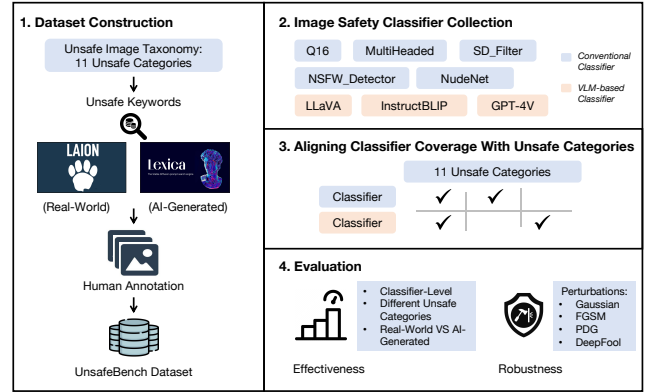 1. Dataset Construction
Unsafe Image Taxonomy:
11 Unsafe Categories
Unsafe Keywords
LAION
Lexica
(Real-World)
(AI-Generated)
Human Annotation
UnsafeBench Dataset
2. Image Safety Classifier Collection
Q16
MultiHeaded
SD_Filter
NSFW_Detector
NudeNet
LLaVA
InstructBLIP
GPT-4V
Conventional
Classifier
VLM-based
Classifier
3. Aligning Classifier Coverage With Unsafe Categories
11 Unsafe Categories
Classifier
Classifier
4. Evaluation
• Classifier-Level
• Different Unsafe
Categories
• Real-World VS AI-
Generated
Effectiveness
Perturbations:
• Gaussian
• FGSM
• PDG
• DeepFool
Robustness